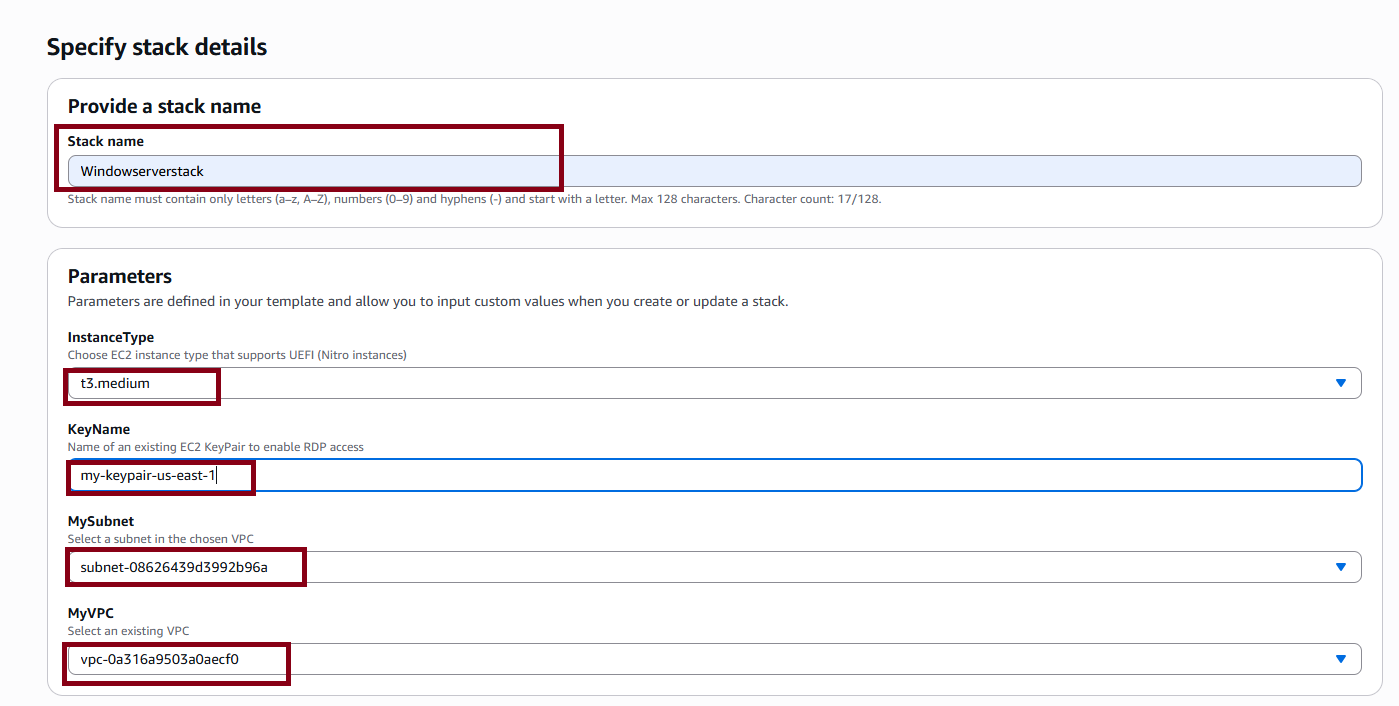 Specify stack details
Provide a stack name
Stack name
Windowserverstack
Stack name must contain only letters (a–z, A–Z), numbers (0–9) and hyphens (-) and start with a letter. Max 128 characters. Character count: 17/128.
Parameters
Parameters are defined in your template and allow you to input custom values when you create or update a stack.
InstanceType
Choose EC2 instance type that supports UEFI (Nitro instances)
t3.medium
KeyName
Name of an existing EC2 KeyPair to enable RDP access
my-keypair-us-east-1
MySubnet
Select a subnet in the chosen VPC
subnet-08626439d3992b96a
MyVPC
Select an existing VPC
vpc-0a316a9503a0aecf0